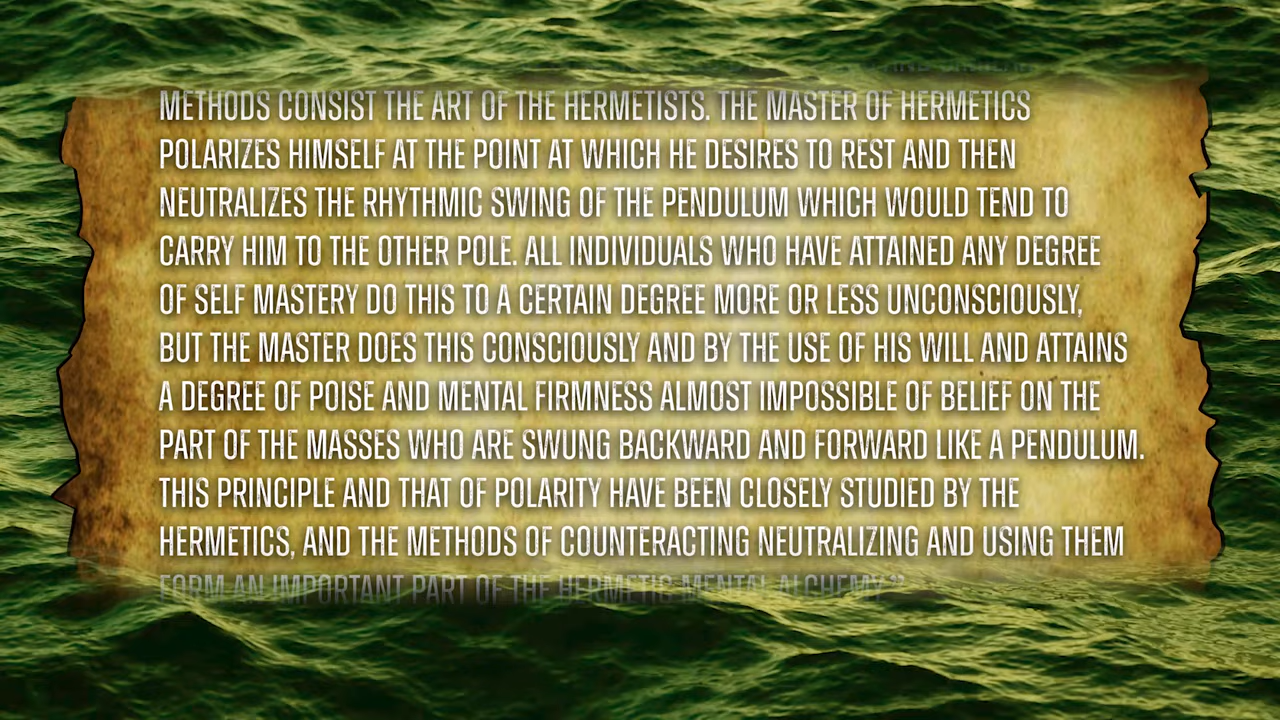 METHODS CONSIST THE ART OF THE HERMETISTS. THE MASTER OF HERMETICS
POLARIZES HIMSELF AT THE POINT AT WHICH HE DESIRES TO REST AND THEN
NEUTRALIZES THE RHYTHMIC SWING OF THE PENDULUM WHICH WOULD TEND TO
CARRY HIM TO THE OTHER POLE. ALL INDIVIDUALS WHO HAVE ATTAINED ANY DEGREE
OF SELF MASTERY DO THIS TO A CERTAIN DEGREE MORE OR LESS UNCONSCIOUSLY,
BUT THE MASTER DOES THIS CONSCIOUSLY AND BY THE USE OF HIS WILL AND ATTAINS
A DEGREE OF POISE AND MENTAL FIRMNESS ALMOST IMPOSSIBLE OF BELIEF ON THE
PART OF THE MASSES WHO ARE SWUNG BACKWARD AND FORWARD LIKE A PENDULUM.
THIS PRINCIPLE AND THAT OF POLARITY HAVE BEEN CLOSELY STUDIED BY THE
HERMETICS, AND THE METHODS OF COUNTERACTING NEUTRALIZING AND USING THEM
FORM AN IMPORTANT PART OF THE HERMETIC MENTAL ALCHEMY."